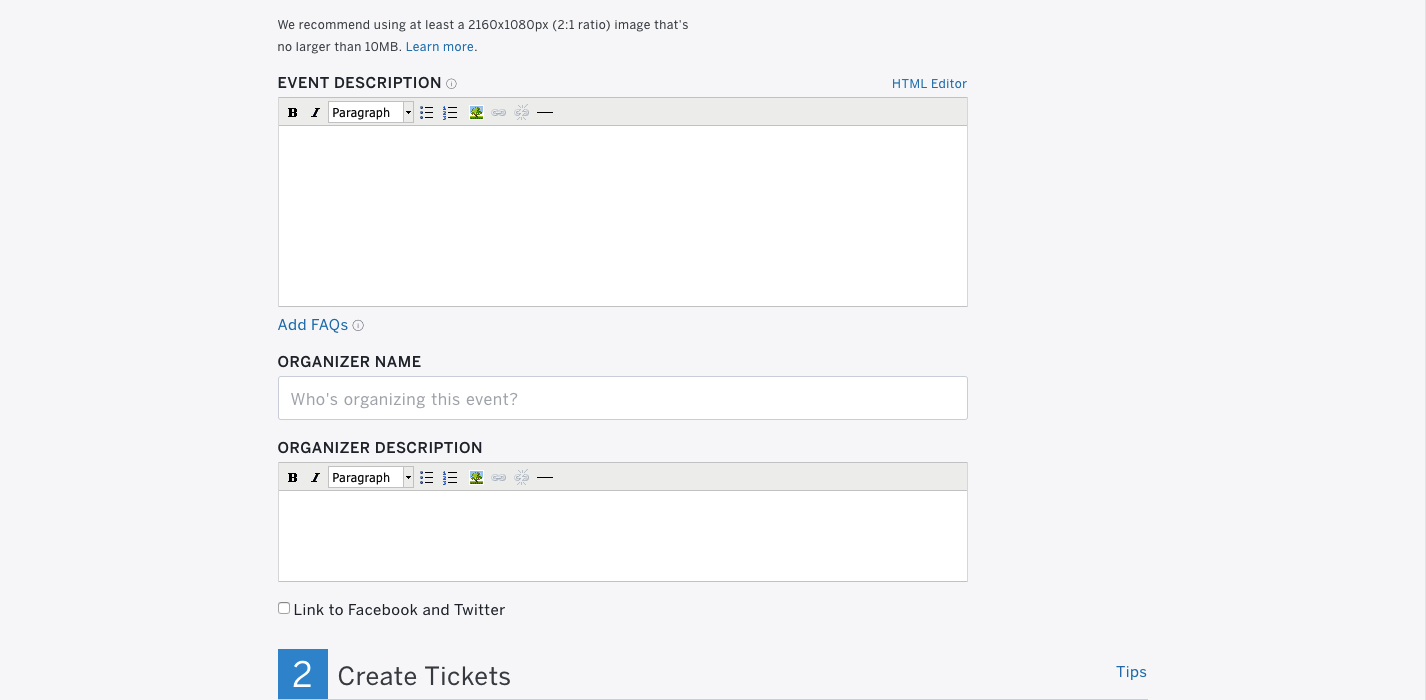 We recommend using at least a 2160x1080px (2:1 ratio) image that's
no larger than 10MB. Learn more.
EVENT DESCRIPTION
HTML Editor
B I Paragraph
Add FAQs
ORGANIZER NAME
Who's organizing this event?
ORGANIZER DESCRIPTION
B I Paragraph
Link to Facebook and Twitter
2 Create Tickets
Tips